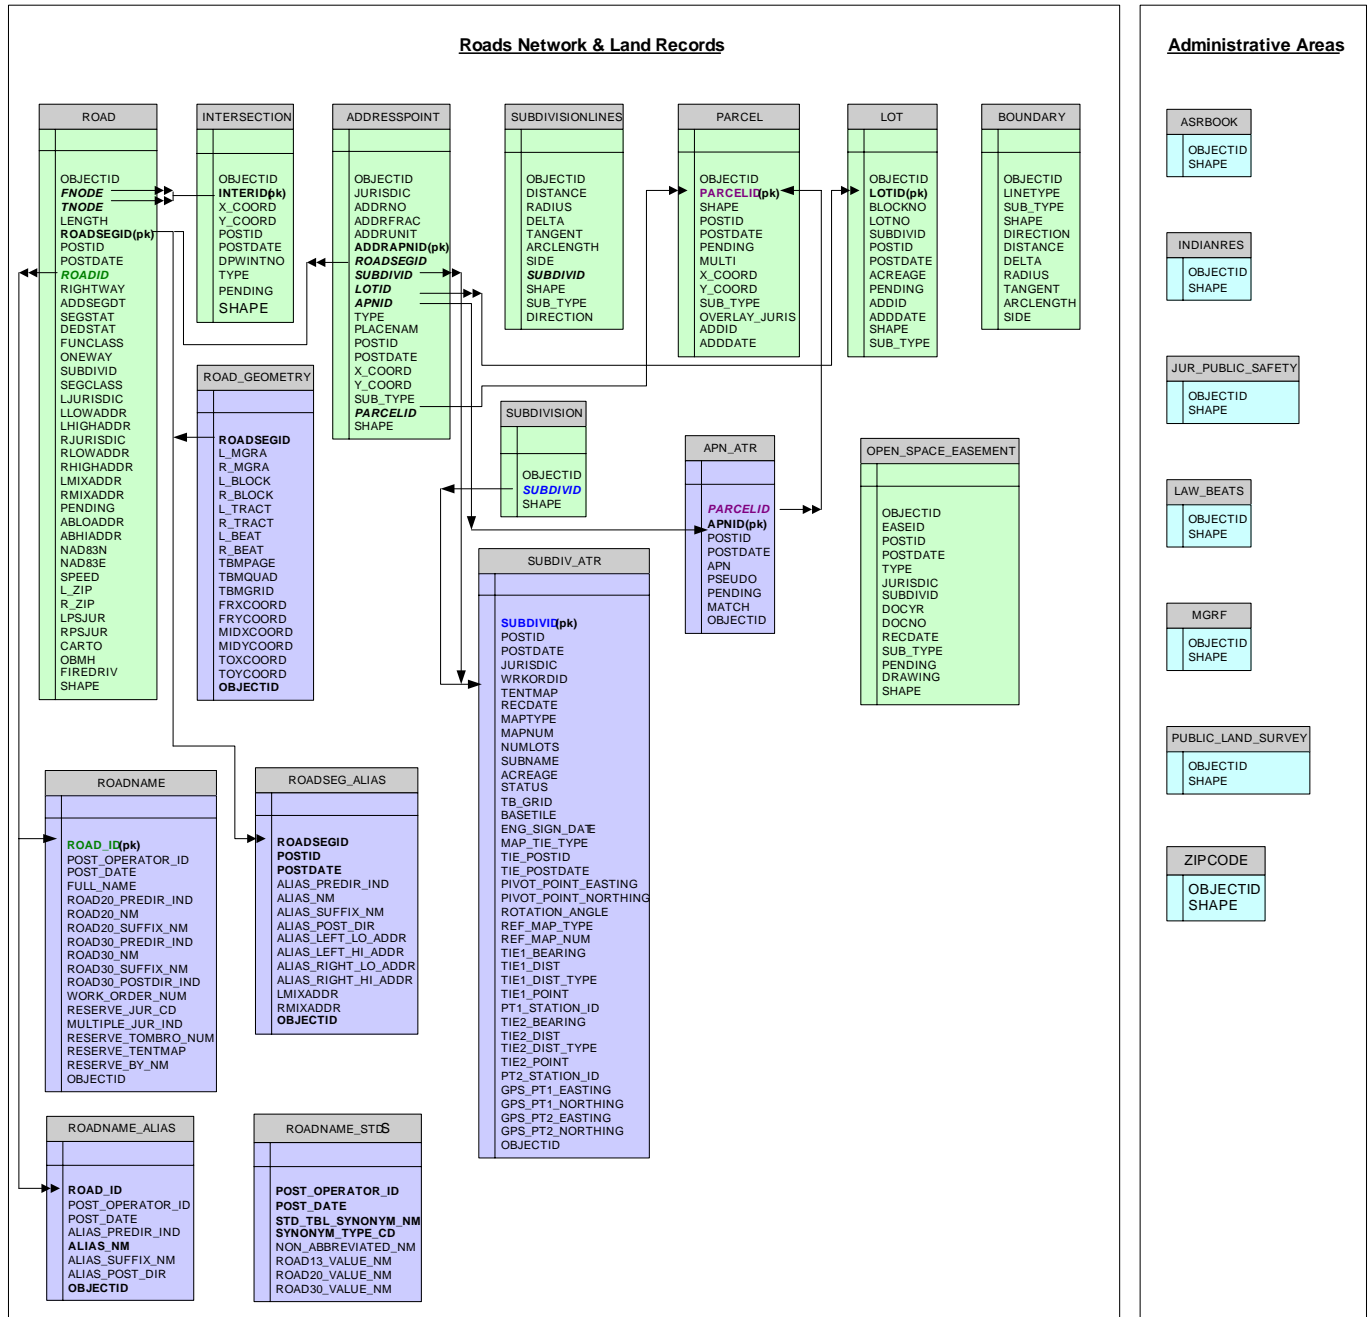 Roads Network & Land Records
ROAD
OBJECTID
FNODE
TNODE
LENGTH
ROADSEGID(pk)
POSTID
POSTDATE
ROADID
RIGHTWAY
ADDSEGDT
SEGSTAT
DEDSTAT
FUNCLASS
ONEWAY
SUBDIVID
SEGCLASS
LJURISDIC
LLOWADDR
LHIGHADDR
RJURISDIC
RLOWADDR
RHIGHADDR
LMIXADDR
RMIXADDR
PENDING
ABLOADDR
ABHIADDR
NAD83N
NAD83E
SPEED
L_ZIP
R_ZIP
LPSJUR
RPSJUR
CARTO
OBMH
FIREDRIV
SHAPE
INTERSECTION
OBJECTID
INTERID(pk)
X_COORD
Y_COORD
POSTID
POSTDATE
DPWINTNO
TYPE
PENDING
SHAPE
ADDRESSPOINT
OBJECTID
JURISDIC
ADDRNO
ADDRFRAC
ADDRUNIT
ADDRAPNID(pk)
ROADSEGID
SUBDIVID
LOTID
APNID
TYPE
PLACENAM
POSTID
POSTDATE
X_COORD
Y_COORD
SUB_TYPE
PARCELID
SHAPE
SUBDIVISIONLINES
OBJECTID
DISTANCE
RADIUS
DELTA
TANGENT
ARCLENGTH
SIDE
SUBDIVID
SHAPE
SUB_TYPE
DIRECTION
PARCEL
OBJECTID
PARCELID(pk)
SHAPE
POSTID
POSTDATE
PENDING
MULTI
X_COORD
Y_COORD
SUB_TYPE
OVERLAY_JURIS
ADDID
ADDDATE
LOT
OBJECTID
LOTID(pk)
BLOCKNO
LOTNO
SUBDIVID
POSTID
POSTDATE
ACREAGE
PENDING
ADDID
ADDDATE
SHAPE
SUB_TYPE
BOUNDARY
OBJECTID
LINETYPE
SUB_TYPE
SHAPE
DIRECTION
DISTANCE
DELTA
RADIUS
TANGENT
ARCLENGTH
SIDE
ROAD_GEOMETRY
ROADSEGID
L_MGRA
R_MGRA
L_BLOCK
R_BLOCK
L_TRACT
R_TRACT
L_BEAT
R_BEAT
TBMPAGE
TBMQUAD
TBMGRID
FRXCOORD
FRYCOORD
MIDXCOORD
MIDYCOORD
TOXCOORD
TOYCOORD
OBJECTID
SUBDIVISION
OBJECTID
SUBDIVID
SHAPE
APN_ATR
PARCELID
APNID(pk)
POSTID
POSTDATE
APN
PSEUDO
PENDING
MATCH
OBJECTID
OPEN_SPACE_EASEMENT
OBJECTID
EASEID
POSTID
POSTDATE
TYPE
JURISDIC
SUBDIVID
DOCYR
DOCNO
RECDATE
SUB_TYPE
PENDING
DRAWING
SHAPE
SUBDIV_ATR
SUBDIVID(pk)
POSTID
POSTDATE
JURISDIC
WRKORDID
TENTMAP
RECDATE
MAPTYPE
MAPNUM
NUMLOTS
SUBNAME
ACREAGE
STATUS
TB_GRID
BASETILE
ENG_SIGN_DATE
MAP_TIE_TYPE
TIE_POSTID
TIE_POSTDATE
PIVOT_POINT_EASTING
PIVOT_POINT_NORTHING
ROTATION_ANGLE
REF_MAP_TYPE
REF_MAP_NUM
TIE1_BEARING
TIE1_DIST
TIE1_DIST_TYPE
TIE1_POINT
PT1_STATION_ID
TIE2_BEARING
TIE2_DIST
TIE2_DIST_TYPE
TIE2_POINT
PT2_STATION_ID
GPS_PT1_EASTING
GPS_PT1_NORTHING
GPS_PT2_EASTING
GPS_PT2_NORTHING
OBJECTID
ROADNAME
ROAD_ID(pk)
POST_OPERATOR_ID
POST_DATE
FULL_NAME
ROAD20_PREDIR_IND
ROAD20_NM
ROAD20_SUFFIX_NM
ROAD30_PREDIR_IND
ROAD30_NM
ROAD30_SUFFIX_NM
ROAD30_POSTDIR_IND
WORK_ORDER_NUM
RESERVE_JUR_CD
MULTIPLE_JUR_IND
RESERVE_TOMBRO_NUM
RESERVE_TENTMAP
RESERVE_BY_NM
OBJECTID
ROADSEG_ALIAS
ROADSEGID
POSTID
POSTDATE
ALIAS_PREDIR_IND
ALIAS_NM
ALIAS_SUFFIX_NM
ALIAS_POST_DIR
ALIAS_LEFT_LO_ADDR
ALIAS_LEFT_HI_ADDR
ALIAS_RIGHT_LO_ADDR
ALIAS_RIGHT_HI_ADDR
LMIXADDR
RMIXADDR
OBJECTID
ROADNAME_ALIAS
ROAD_ID
POST_OPERATOR_ID
POST_DATE
ALIAS_PREDIR_IND
ALIAS_NM
ALIAS_SUFFIX_NM
ALIAS_POST_DIR
OBJECTID
ROADNAME_STDS
POST_OPERATOR_ID
POST_DATE
STD_TBL_SYNONYM_NM
SYNONYM_TYPE_CD
NON_ABBREVIATED_NM
ROAD13_VALUE_NM
ROAD20_VALUE_NM
ROAD30_VALUE_NM
Administrative Areas
ASRBOOK
OBJECTID
SHAPE
INDIANRES
OBJECTID
SHAPE
JUR_PUBLIC_SAFETY
OBJECTID
SHAPE
LAW_BEATS
OBJECTID
SHAPE
MGRF
OBJECTID
SHAPE
PUBLIC_LAND_SURVEY
OBJECTID
SHAPE
ZIPCODE
OBJECTID
SHAPE